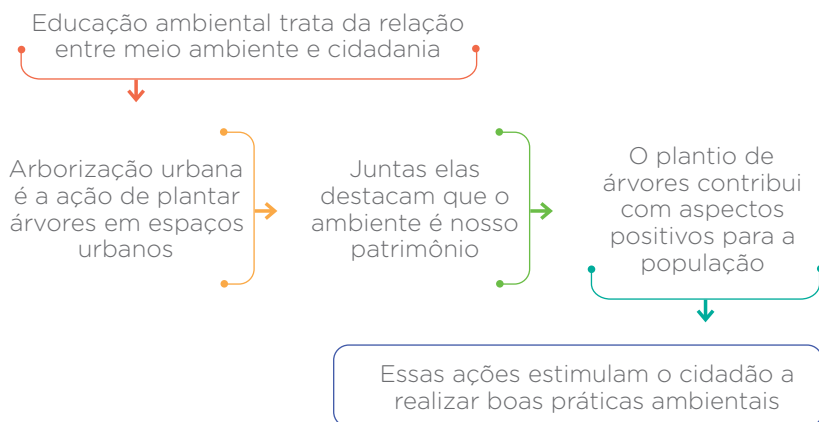 Educação ambiental trata da relação
entre meio ambiente e cidadania
Arborização urbana
é a ação de plantar
árvores em espaços
urbanos
Juntas elas
destacam que o
ambiente é nosso
patrimônio
O plantio de
árvores contribui
com aspectos
positivos para a
população
Essas ações estimulam o cidadão a
realizar boas práticas ambientais